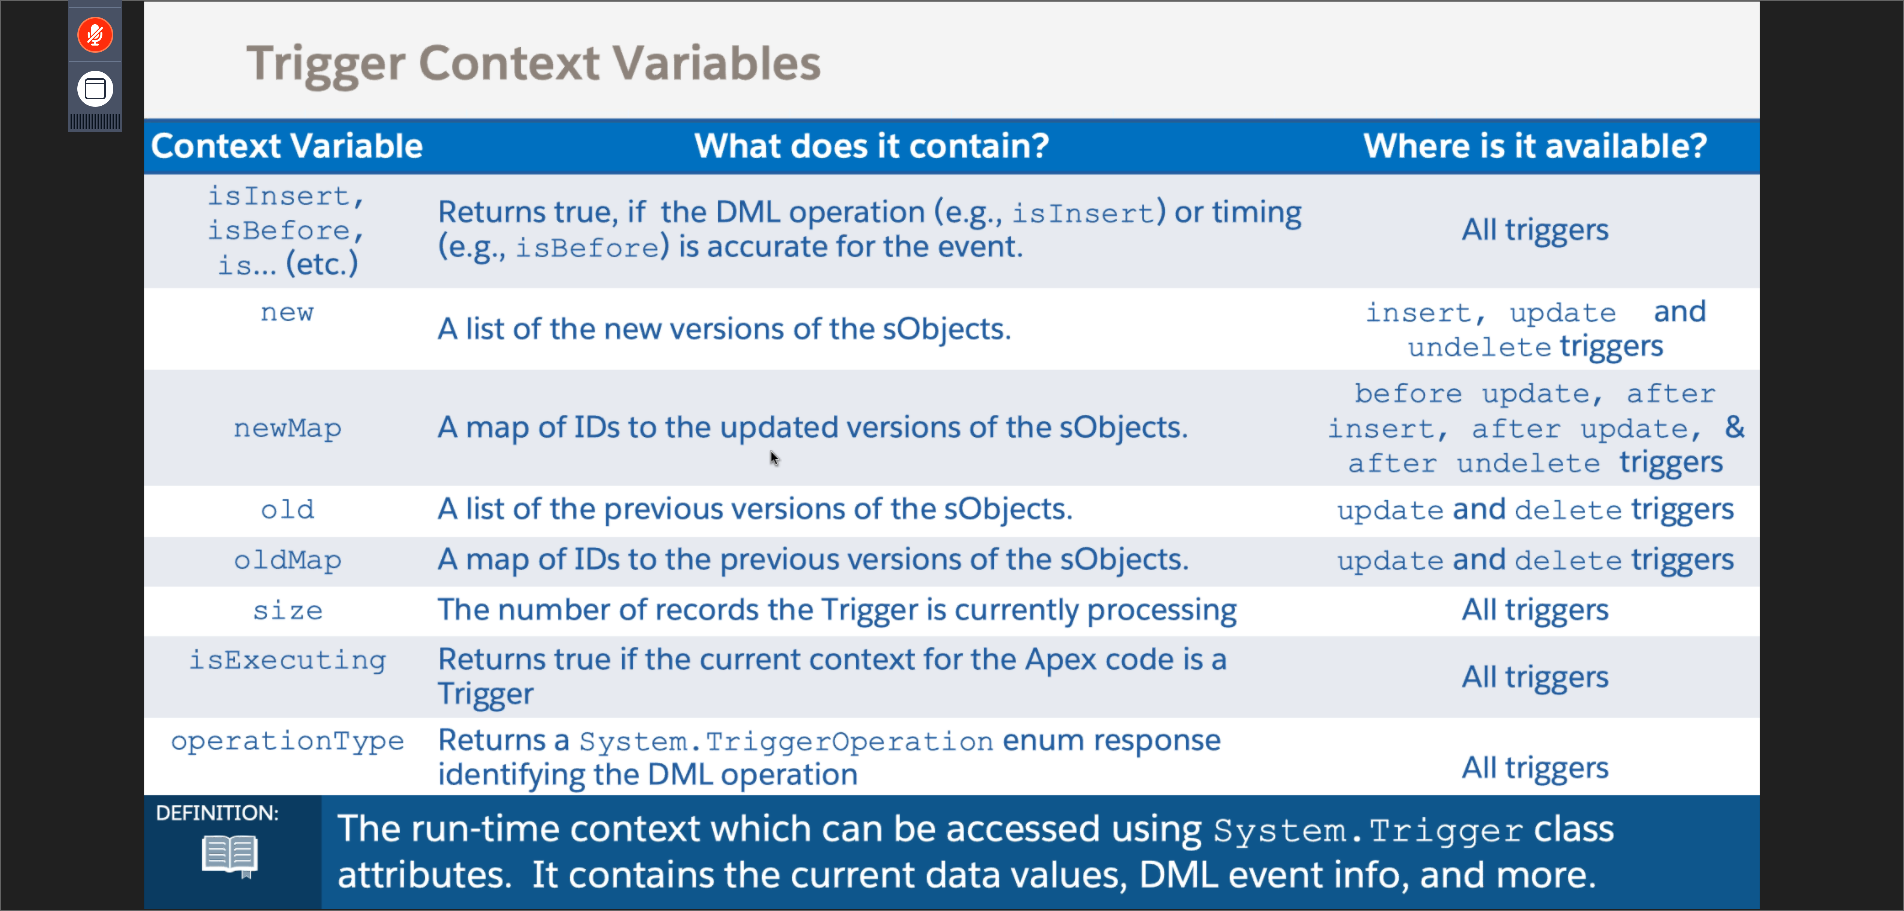 Trigger Context Variables
Context Variable What does it contain? Where is it available?
isInsert,
isBefore,
is... (etc.)
Returns true, if the DML operation (e.g., isInsert) or timing
(e.g., isBefore) is accurate for the event.
All triggers
new
A list of the new versions of the sObjects.
insert, update and
undelete triggers
newMap
A map of IDs to the updated versions of the sObjects.
before update, after
insert, after update, &
after undelete triggers
old
A list of the previous versions of the sObjects.
update and delete triggers
oldMap
A map of IDs to the previous versions of the sObjects.
update and delete triggers
size
The number of records the Trigger is currently processing
All triggers
isExecuting
Returns true if the current context for the Apex code is a
Trigger
All triggers
operationType
Returns a System.TriggerOperation enum response
identifying the DML operation
All triggers
DEFINITION:
The run-time context which can be accessed using System.Trigger class
attributes. It contains the current data values, DML event info, and more.